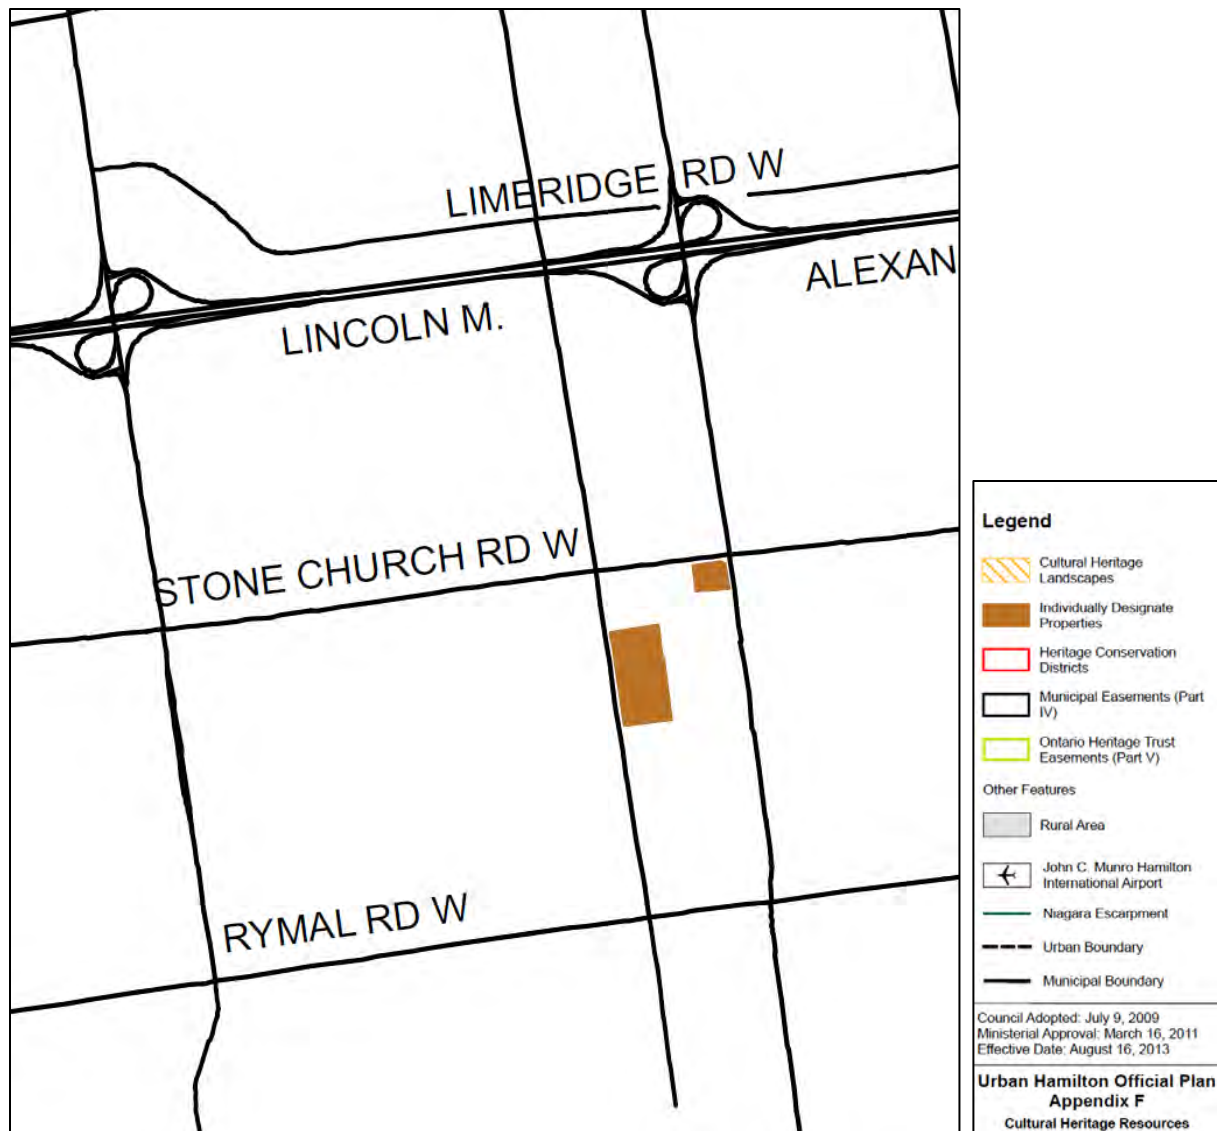 LIMERIDGE RD W
ALEXAN
LINCOLN M.
STONE CHURCH RD W
RYMAL RD W
Legend
Cultural Heritage
Landscapes
Individually Designate
Properties
Heritage Conservation
Districts
Municipal Easements (Part
IV)
Ontario Heritage Trust
Easements (Part V)
Other Features
Rural Area
John C. Munro Hamilton
International Airport
Niagara Escarpment
Urban Boundary
Municipal Boundary
Council Adopted: July 9, 2009
Ministerial Approval: March 16, 2011
Effective Date: August 16, 2013
Urban Hamilton Official Plan
Appendix F
Cultural Heritage Resources